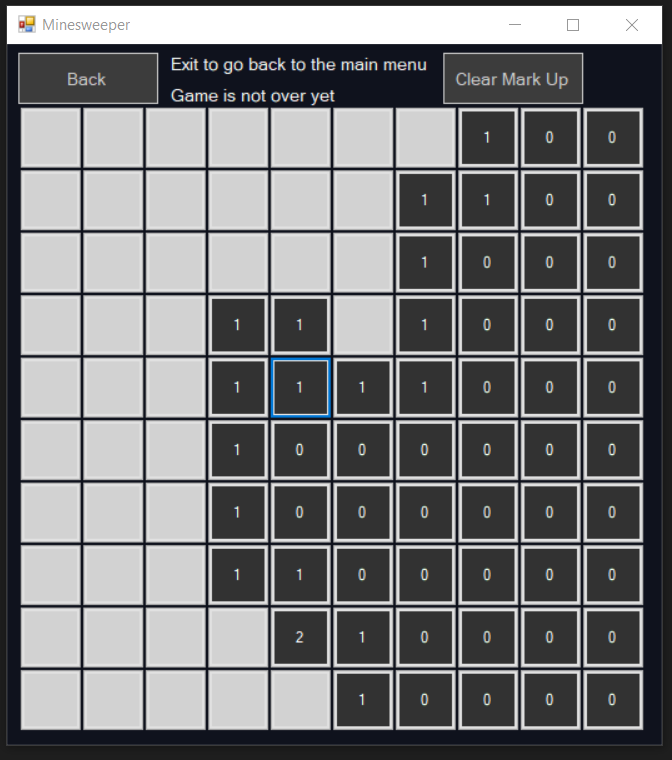 Minesweeper
Back
Exit to go back to the main menu
Clear Mark Up
Game is not over yet
1 0 0
1 1 0 0
1 0 0 0
1 1 1 0 0 0
1 1 1 1 0 0 0
1 0 0 0 0 0 0
1 0 0 0 0 0 0
1 1 0 0 0 0 0
2 1 0 0 0 0
1 0 0 0 0